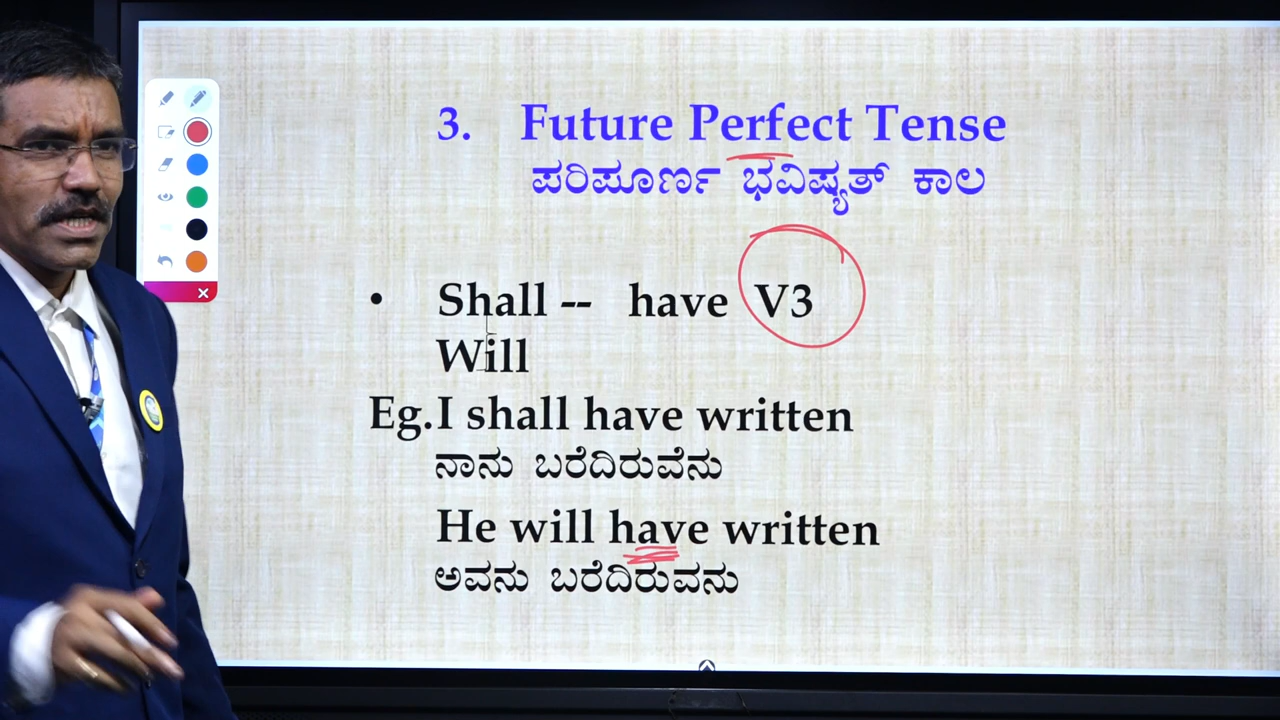 3. Future Perfect Tense
ಪರಿಪೂರ್ಣ ಭವಿಷ್ಯತ್ ಕಾಲ
• Shall -- have V3
Will
Eg. I shall have written
ನಾನು ಬರೆದಿರುವೆನು
He will have written
ಅವನು ಬರೆದಿರುವನು